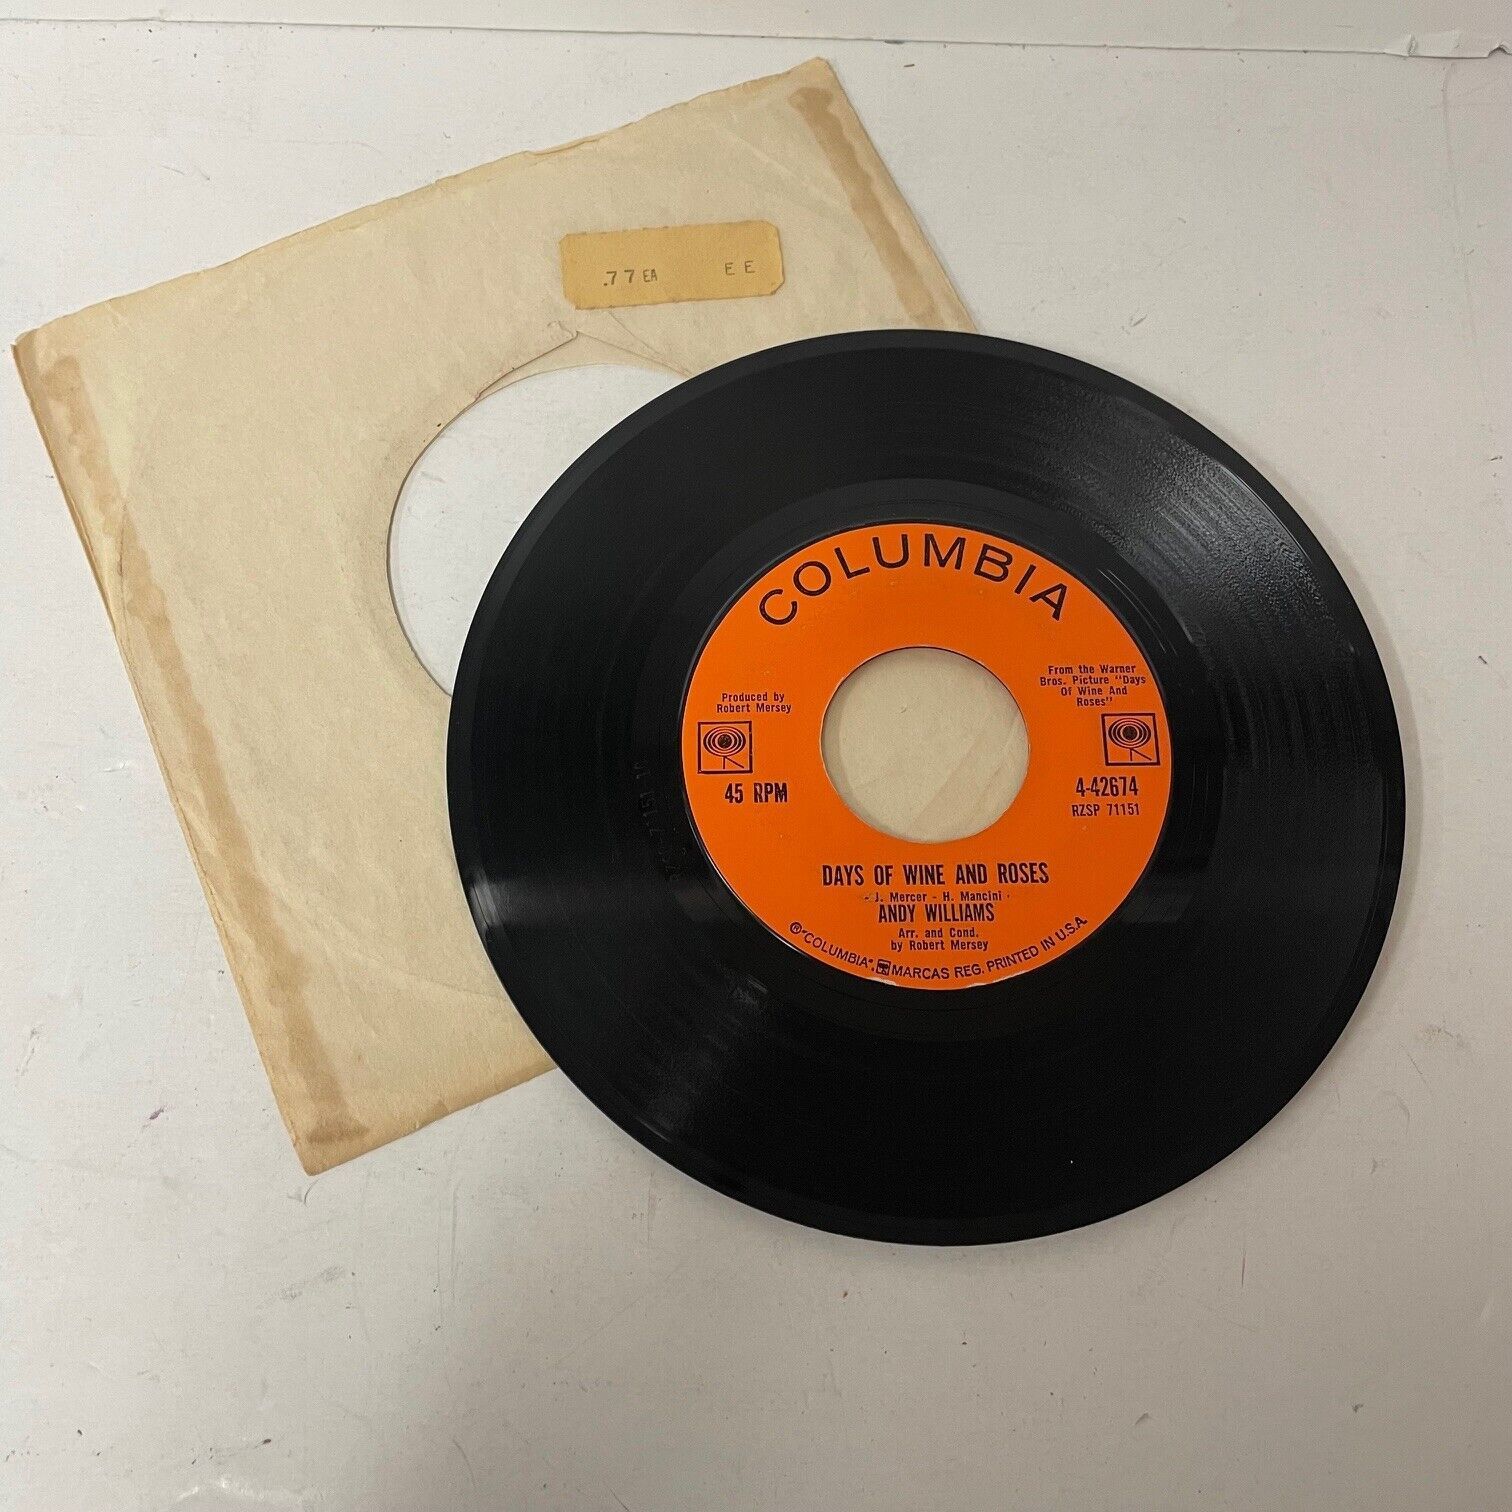 .77 EA EE
COLUMBIA
Produced by
Robert Mersey
From the Warner
Bros. Picture "Days
Of Wine And
Roses"
45 RPM
4-42674
RZSP 71151
DAYS OF WINE AND ROSES
- J. Mercer - H. Mancini -
ANDY WILLIAMS
Arr. and Cond.
by Robert Mersey
® "COLUMBIA", MARCAS REG. PRINTED IN U.S.A.